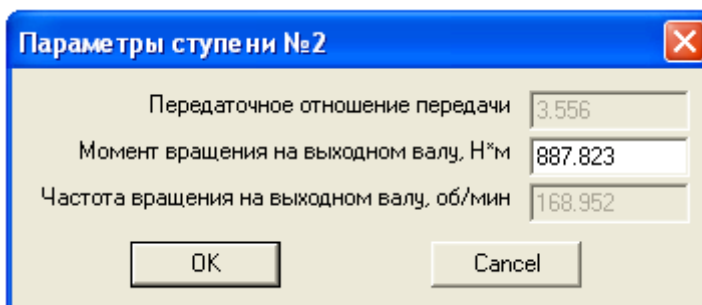 Параметры ступени №2
Передаточное отношение передачи 3.556
Момент вращения на выходном валу, Н*м 887.823
Частота вращения на выходном валу, об/мин 168.952
OK Cancel